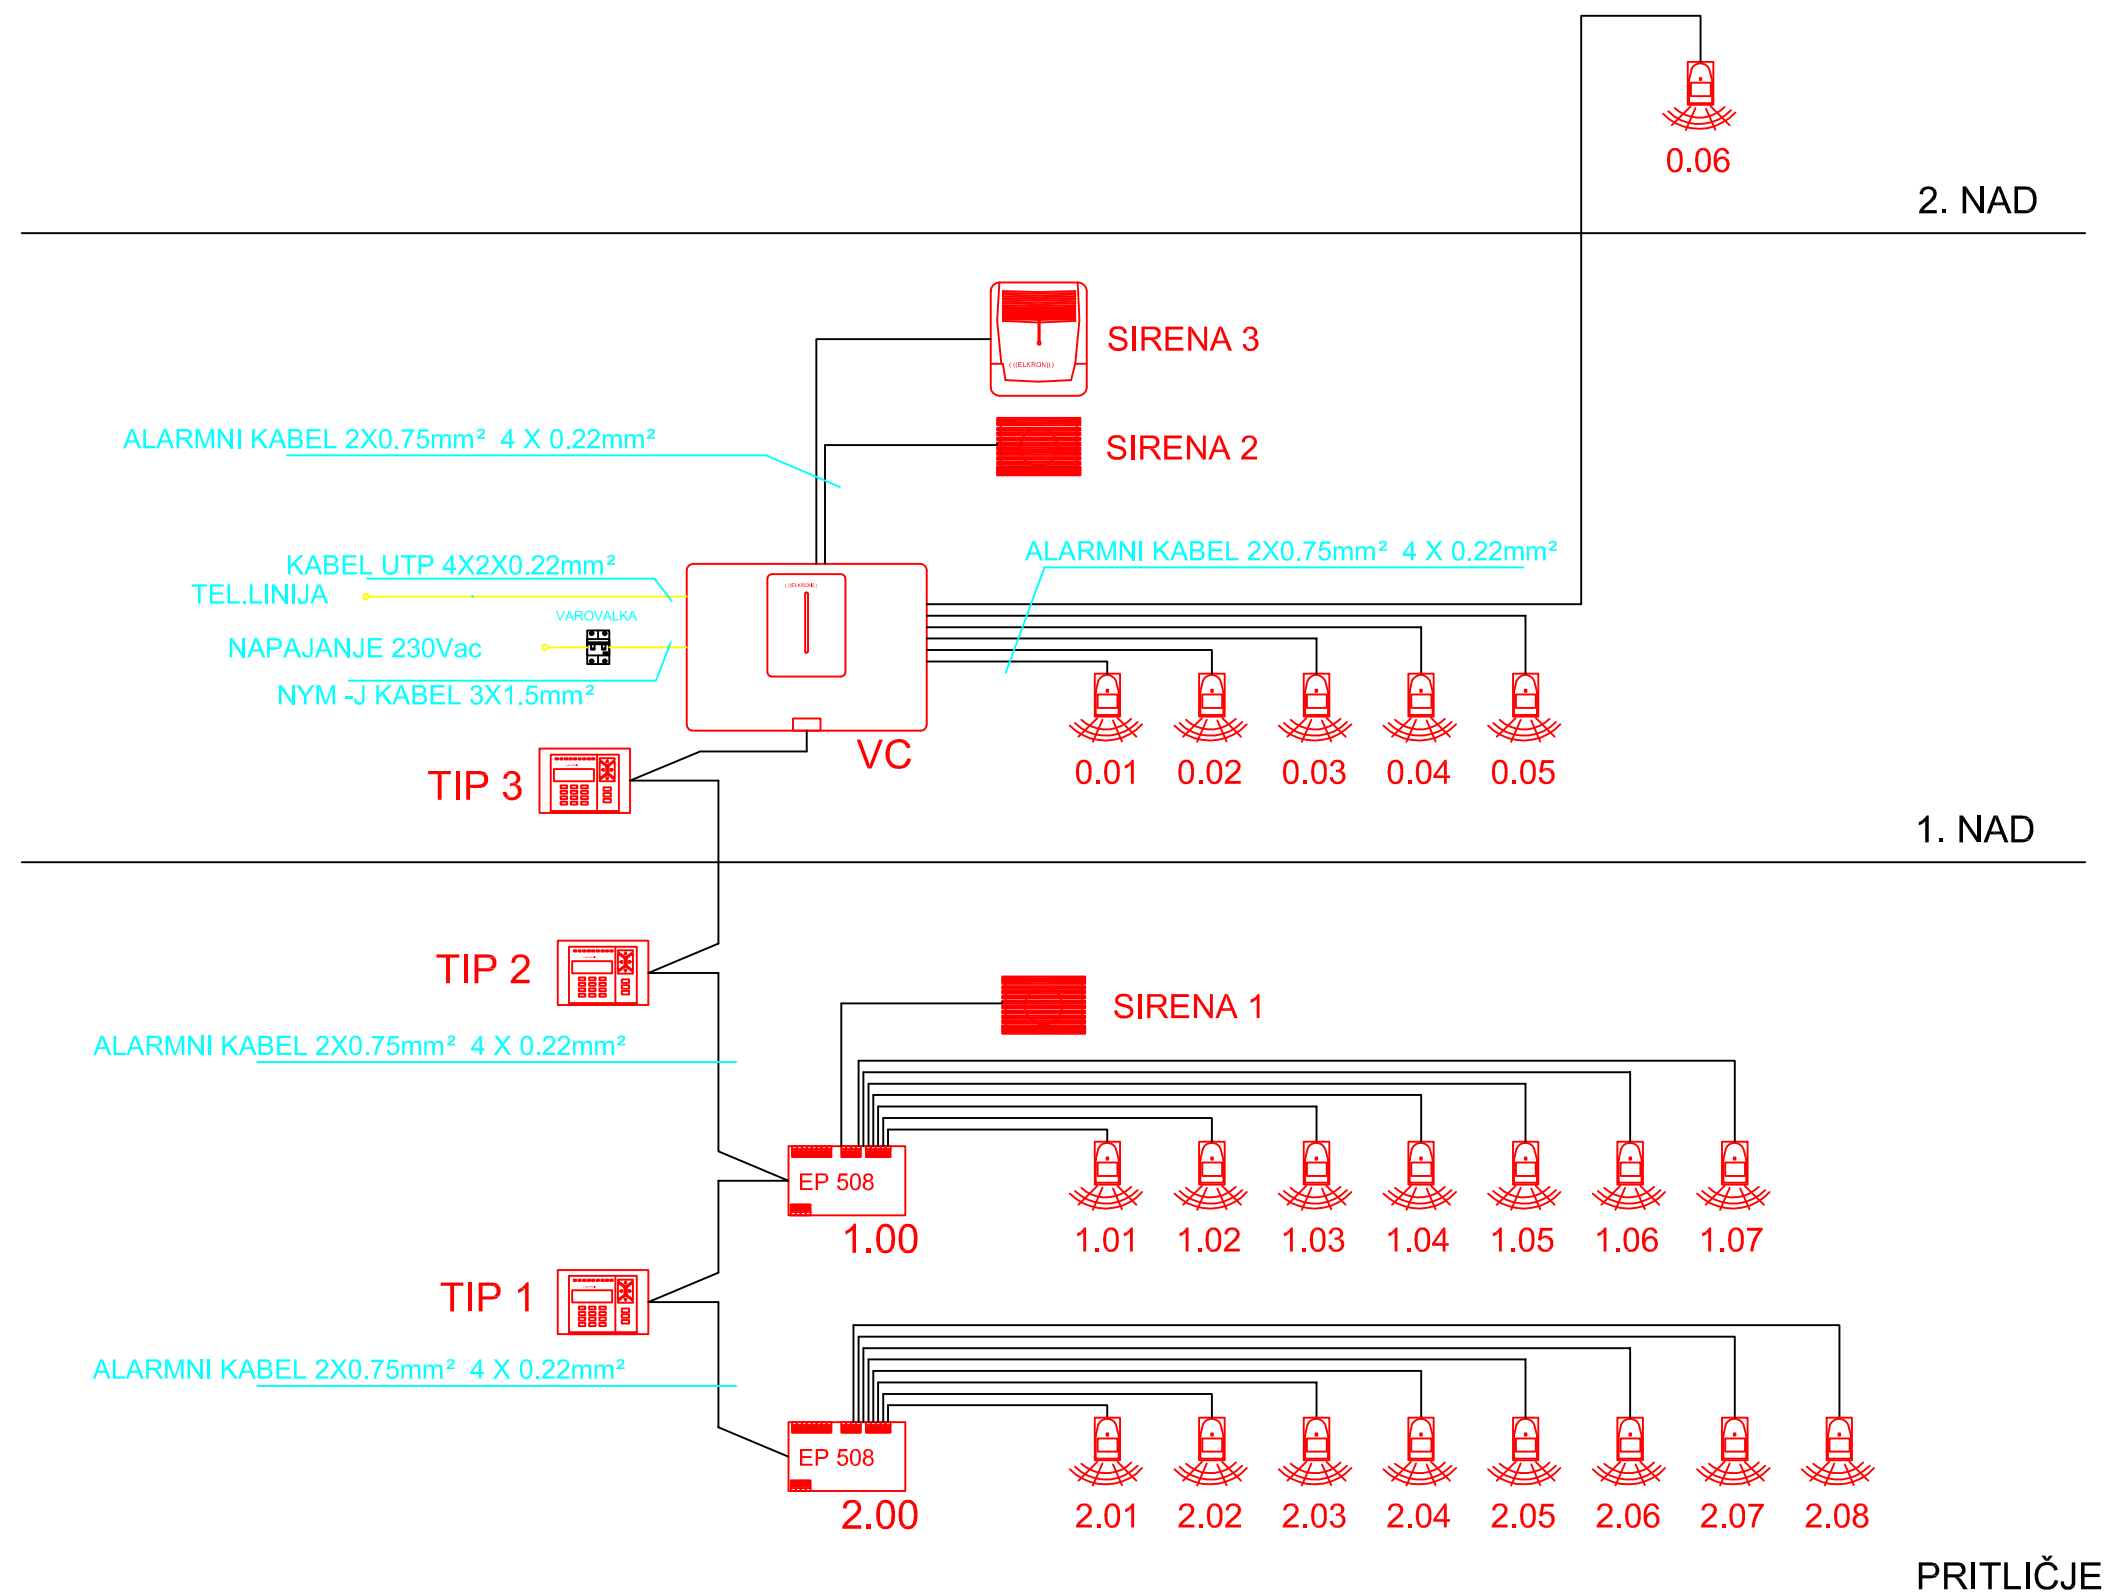 0.06
2. NAD
SIRENA 3
((ELKRON))
ALARMNI KABEL 2X0.75mm² 4 X 0.22mm²
SIRENA 2
KABEL UTP 4X2X0.22mm²
ALARMNI KABEL 2X0.75mm² 4 X 0.22mm²
TEL.LINIJA
((ELKRON))
VAROVALKA
NAPAJANJE 230Vac
NYM -J KABEL 3X1.5mm²
VC
0.01 0.02 0.03 0.04 0.05
TIP 3
1. NAD
TIP 2
SIRENA 1
ALARMNI KABEL 2X0.75mm² 4 X 0.22mm²
EP 508
1.00
1.01 1.02 1.03 1.04 1.05 1.06 1.07
TIP 1
ALARMNI KABEL 2X0.75mm² 4 X 0.22mm²
EP 508
2.00
2.01 2.02 2.03 2.04 2.05 2.06 2.07 2.08
PRITLIČJE